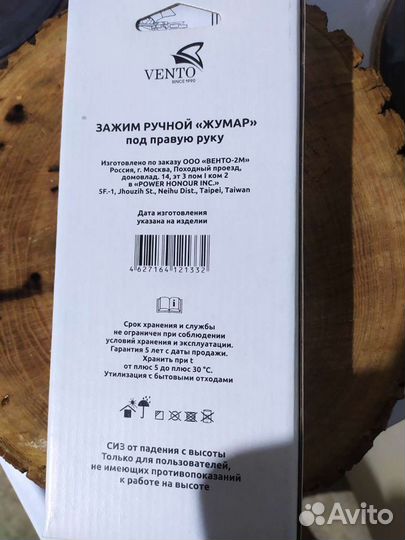 VENTO
SINCE 1990
ЗАЖИМ РУЧНОЙ «ЖУМАР»
под правую руку
Изготовлено по заказу ООО «ВЕНТО-2М»
Россия, г. Москва, Походный проезд,
домовлад. 14, эт 3 пом I ком 2
в «POWER HONOUR INC.»
5F.-1, Jhouzih St., Neihu Dist., Taipei, Taiwan
Дата изготовления
указана на изделии
4 627164 121332
Срок хранения и службы
не ограничен при соблюдении
условий хранения и эксплуатации.
Гарантия 5 лет с даты продажи.
Хранить при t
от плюс 5 до плюс 30 °С.
Утилизация с бытовыми отходами
СИЗ от падения с высоты
Только для пользователей,
не имеющих противопоказаний
к работе на высоте
Avito